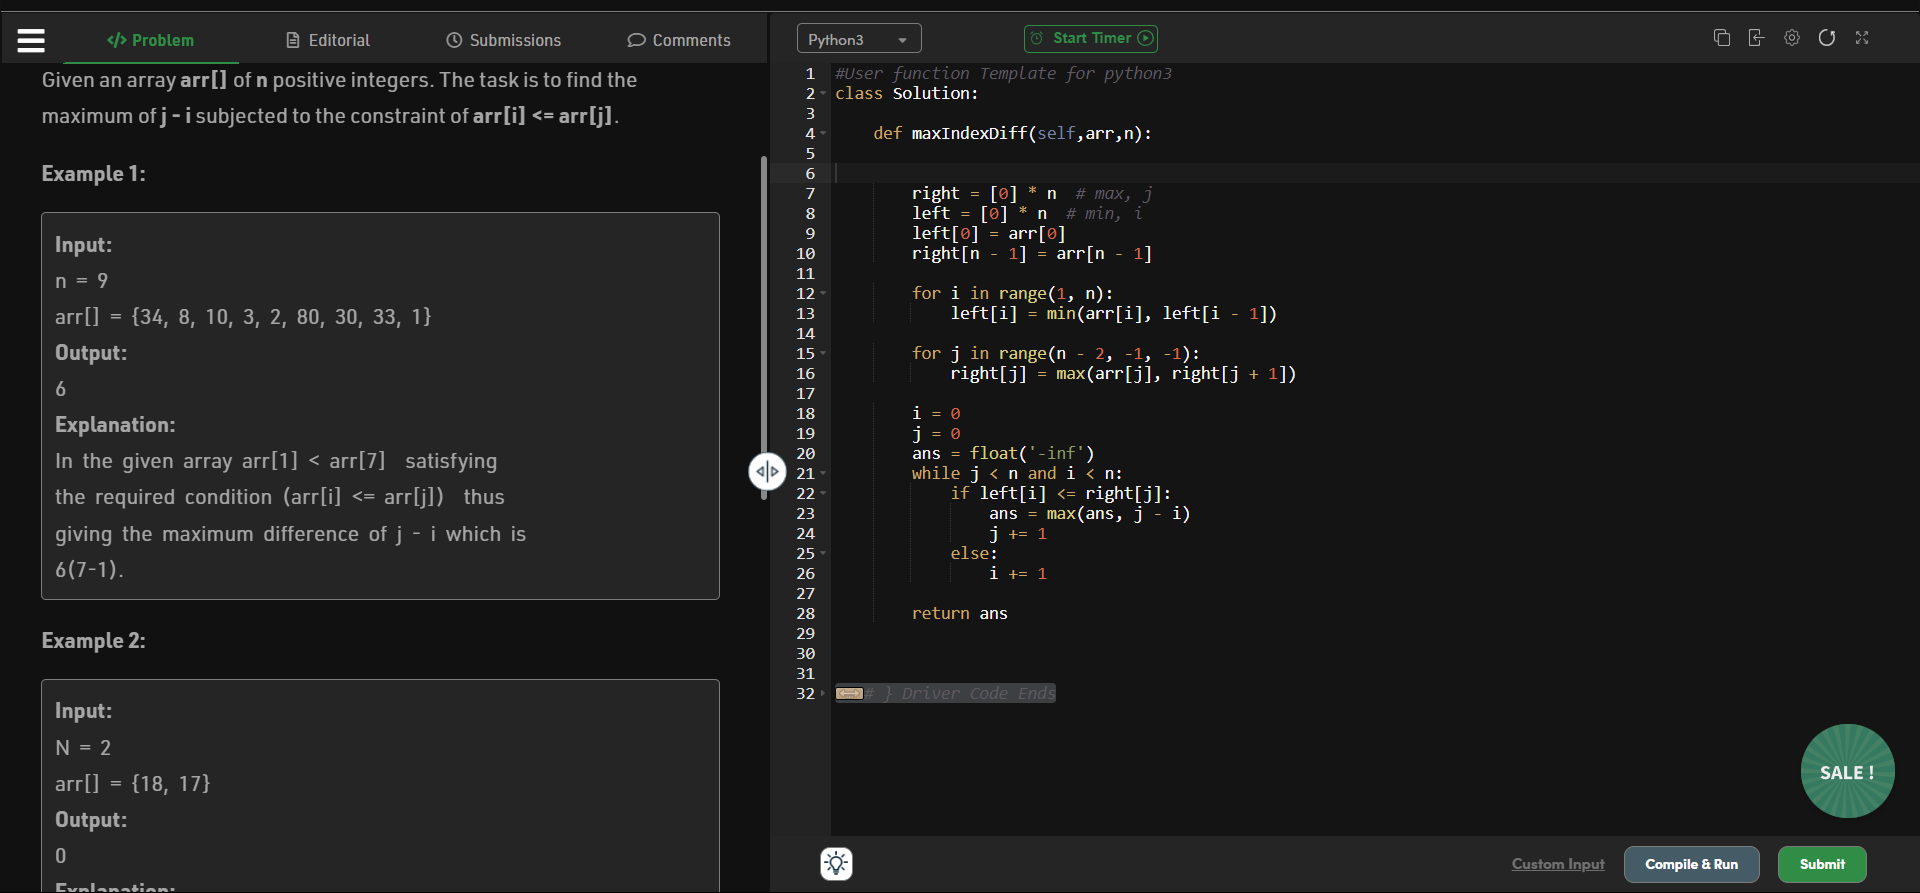 </> Problem
Editorial
Submissions
Comments
Given an array arr[] of n positive integers. The task is to find the
maximum of j - i subjected to the constraint of arr[i] <= arr[j].
Example 1:
Input:
n = 9
arr[] = {34, 8, 10, 3, 2, 80, 30, 33, 1}
Output:
6
Explanation:
In the given array arr[1] < arr[7]  satisfying
the required condition (arr[i] <= arr[j])  thus
giving the maximum difference of j - i which is
6(7-1).
Example 2:
Input:
N = 2
arr[] = {18, 17}
Output:
0
Explanation:
Python3
Start Timer
1 #User function Template for python3
2 class Solution:
3
4     def maxIndexDiff(self,arr,n):
5
6
7         right = [0] * n  # max, j
8         left = [0] * n  # min, i
9         left[0] = arr[0]
10         right[n - 1] = arr[n - 1]
11
12         for i in range(1, n):
13             left[i] = min(arr[i], left[i - 1])
14
15         for j in range(n - 2, -1, -1):
16             right[j] = max(arr[j], right[j + 1])
17
18         i = 0
19         j = 0
20         ans = float('-inf')
21         while j < n and i < n:
22             if left[i] <= right[j]:
23                 ans = max(ans, j - i)
24                 j += 1
25             else:
26                 i += 1
27
28         return ans
29
30
31
32 # } Driver Code Ends
SALE !
Custom Input
Compile & Run
Submit